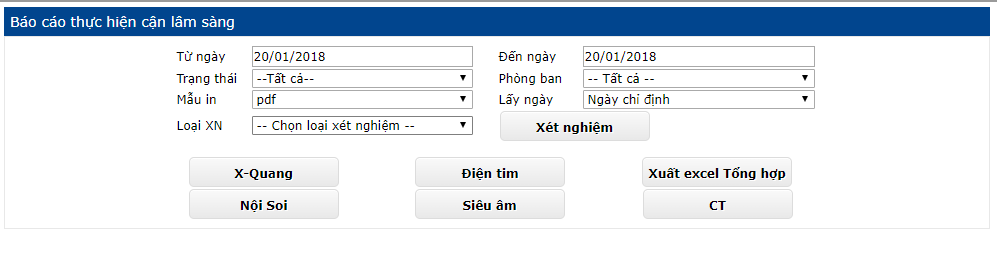 Báo cáo thực hiện cận lâm sàng
Từ ngày 20/01/2018 Đến ngày 20/01/2018
Trạng thái --Tất cả-- Phòng ban -- Tất cả --
Mẫu in pdf Lấy ngày Ngày chỉ định
Loại XN -- Chọn loại xét nghiệm -- Xét nghiệm
X-Quang Điện tim Xuất excel Tổng hợp
Nội Soi Siêu âm CT